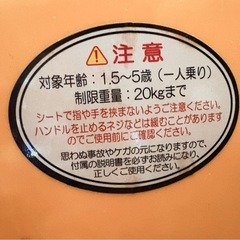 注意
対象年齢：1.5～5歳（一人乗り）
制限重量：20kgまで
シートで指や手を挟まないようご注意ください。
ハンドルを止めるネジなどは緩むことがあります
のでご使用前にご確認ください。
思わぬ事故やケガの元になりますので、
付属の説明書を必ずお読みになり、
正しくご使用ください。